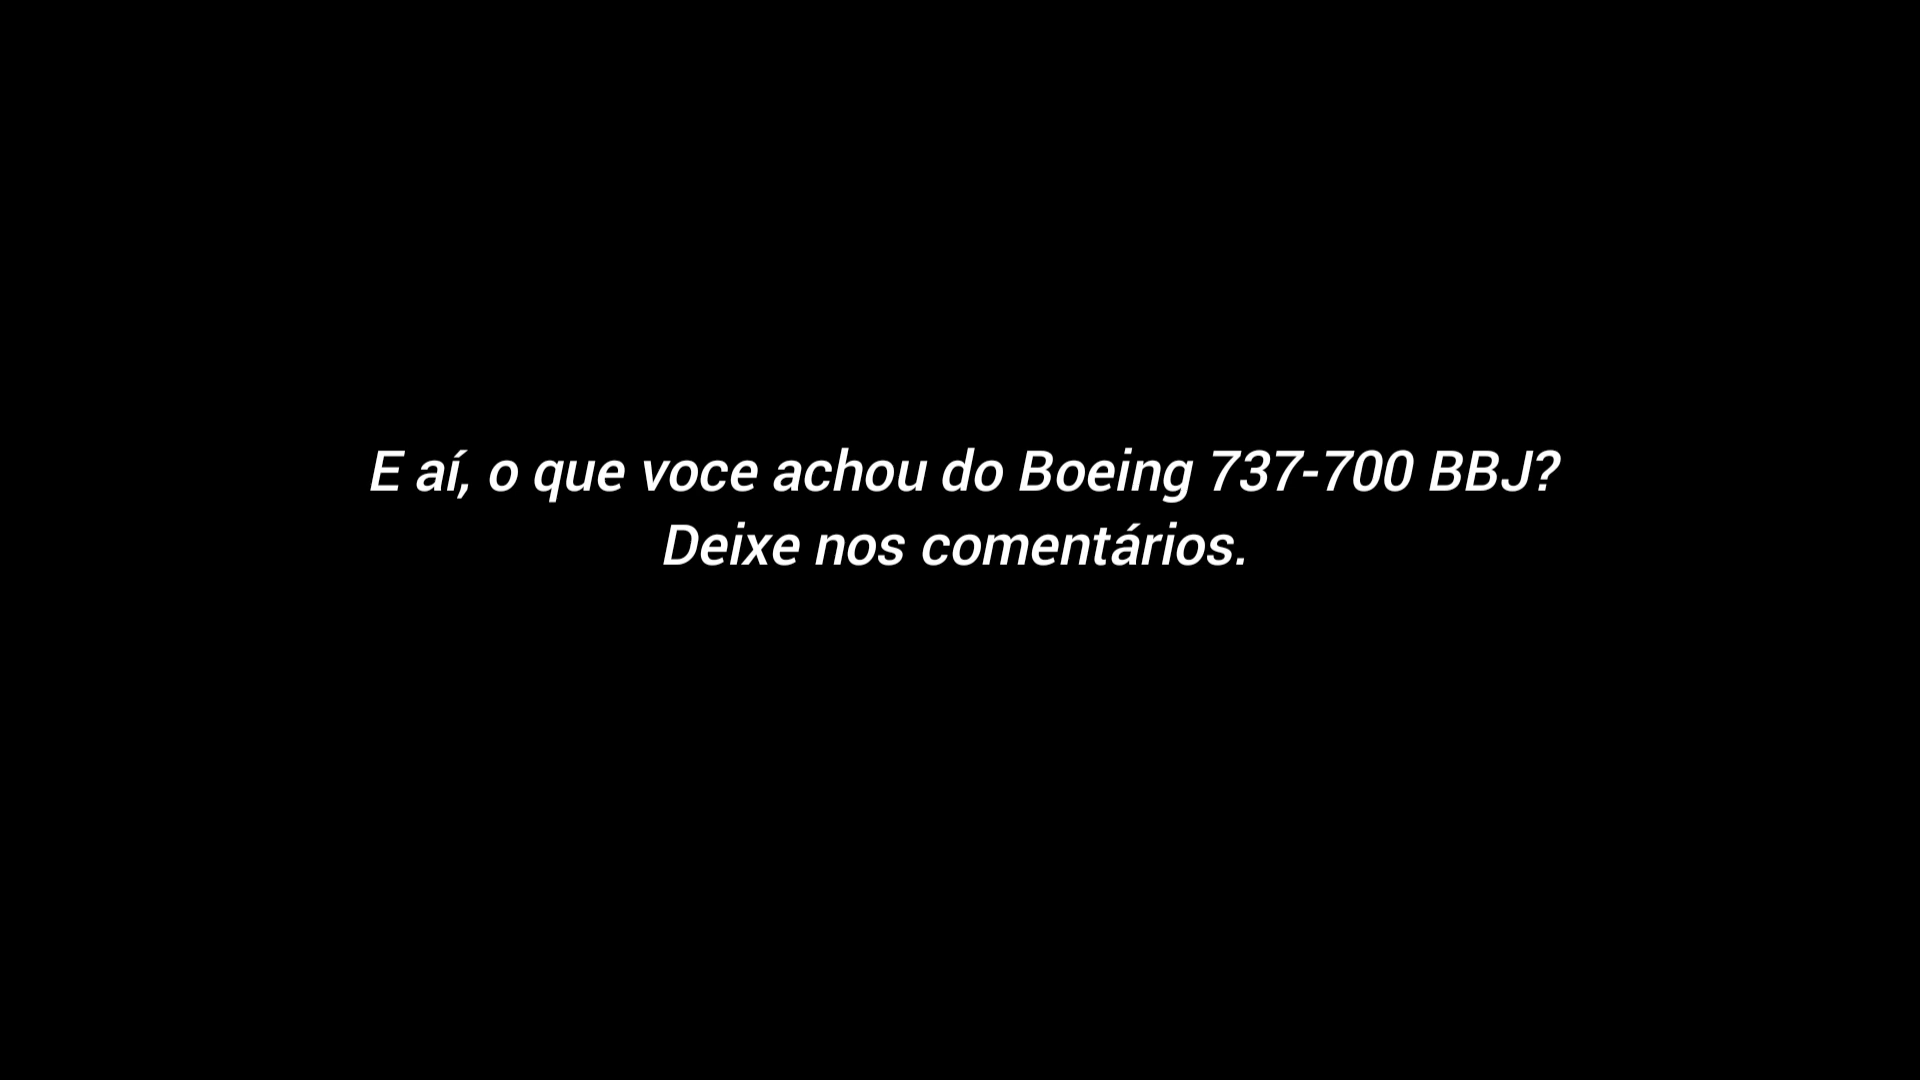 E aí, o que voce achou do Boeing 737-700 BBJ?
Deixe nos comentários.